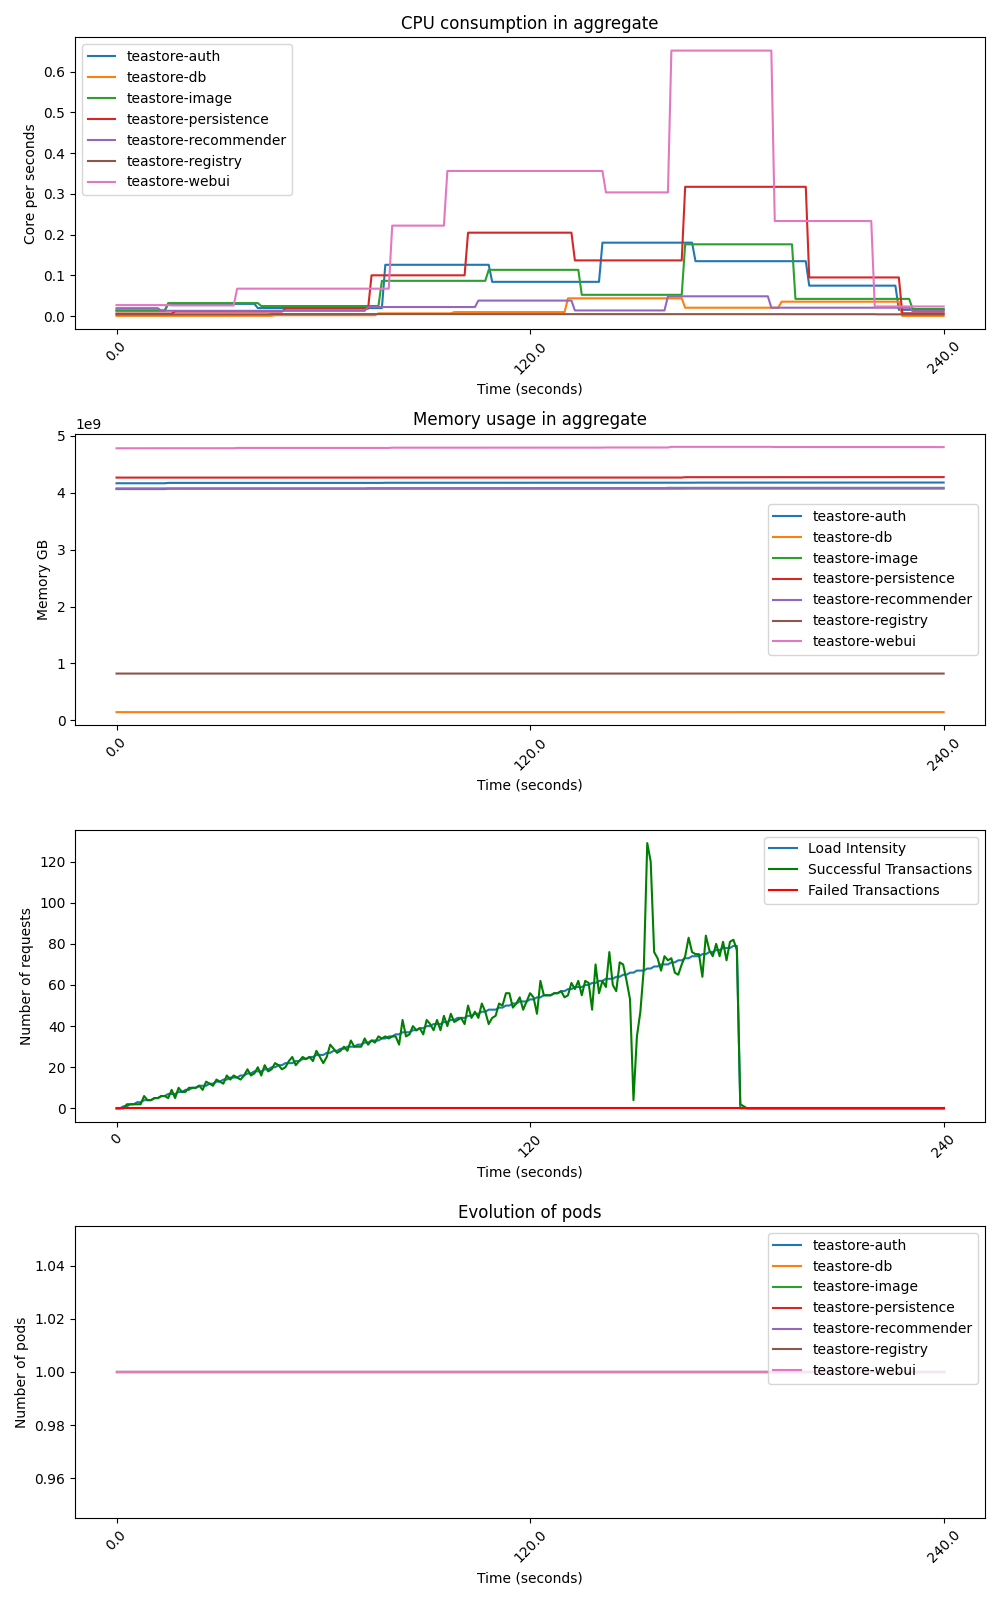 CPU consumption in aggregate
teastore-auth
teastore-db
teastore-image
teastore-persistence
teastore-recommender
teastore-registry
teastore-webui
Core per seconds
0.6
0.5
0.4
0.3
0.2
0.1
0.0
0.0
120.0
240.0
Time (seconds)
Memory usage in aggregate
1e9
5
4
3
2
1
0
Memory GB
teastore-auth
teastore-db
teastore-image
teastore-persistence
teastore-recommender
teastore-registry
teastore-webui
0.0
120.0
240.0
Time (seconds)
Load Intensity
Successful Transactions
Failed Transactions
Number of requests
120
100
80
60
40
20
0
0
120
240
Time (seconds)
Evolution of pods
teastore-auth
teastore-db
teastore-image
teastore-persistence
teastore-recommender
teastore-registry
teastore-webui
Number of pods
1.04
1.02
1.00
0.98
0.96
0.0
120.0
240.0
Time (seconds)